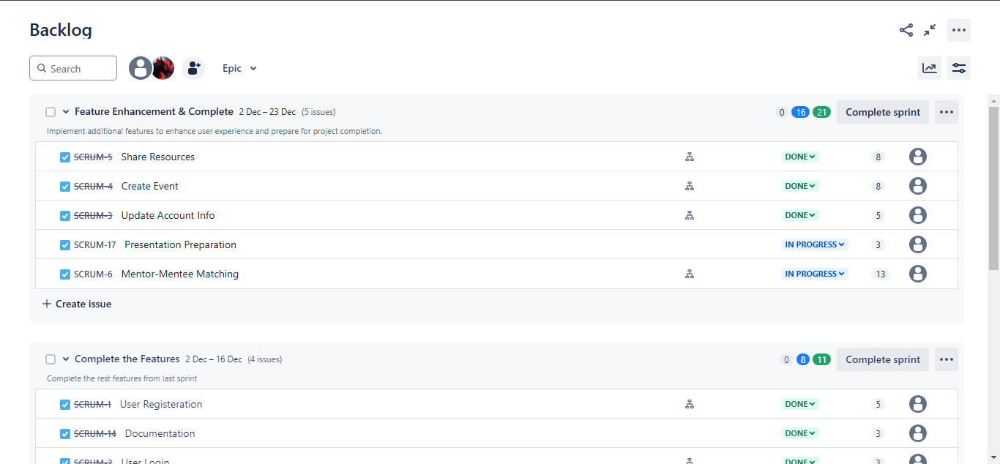 Backlog
Search
Epic
Feature Enhancement & Complete 2 Dec – 23 Dec (5 issues) 0 16 21 Complete sprint
Implement additional features to enhance user experience and prepare for project completion.
SCRUM-5 Share Resources DONE 8
SCRUM-4 Create Event DONE 8
SCRUM-3 Update Account Info DONE 5
SCRUM-17 Presentation Preparation IN PROGRESS 3
SCRUM-6 Mentor-Mentee Matching IN PROGRESS 13
+ Create issue
Complete the Features 2 Dec – 16 Dec (4 issues) 0 8 11 Complete sprint
Complete the rest features from last sprint
SCRUM-1 User Registeration DONE 5
SCRUM-14 Documentation DONE 3
SCRUM-2 User Login DONE 3